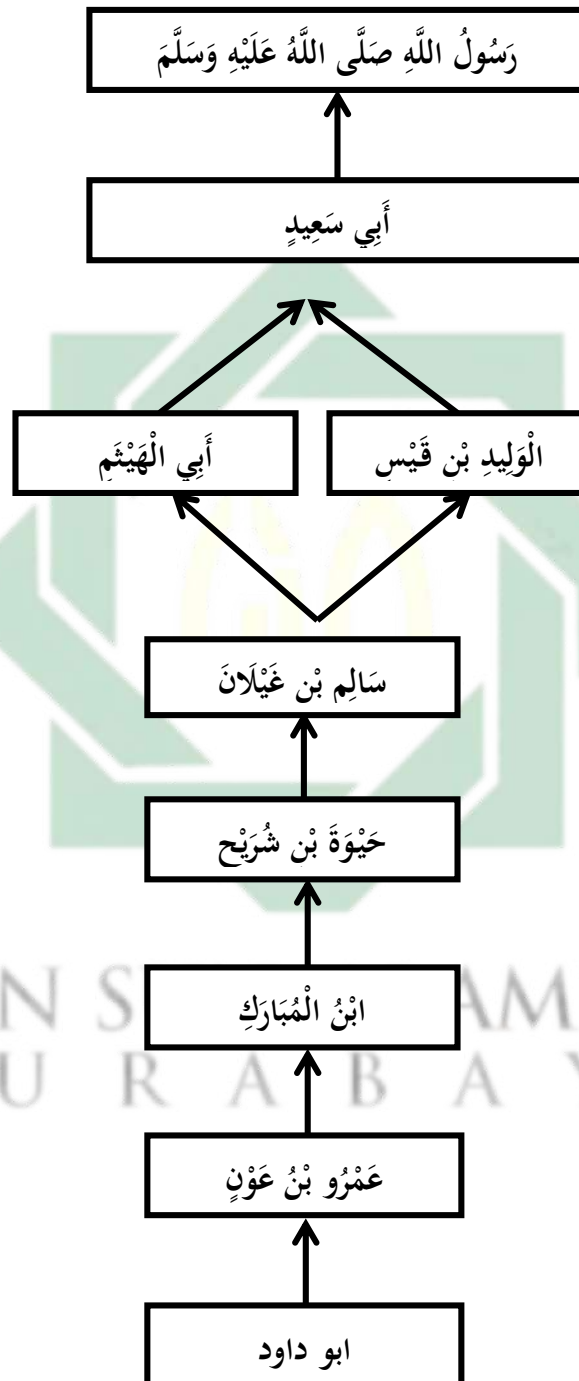 رَسُولُ اللَّهِ صَلَّى اللَّهُ عَلَيْهِ وَسَلَّمَ
أَبِي سَعِيدٍ
الْوَلِيدِ بْنِ قَيْسٍ
أَبِي الْهَيْثَمِ
سَالِمِ بْنِ غَيْلَانَ
حَيْوَةَ بْنِ شُرَيْحٍ
ابْنُ الْمُبَارَكِ
عَمْرُو بْنُ عَوْنٍ
ابو داود